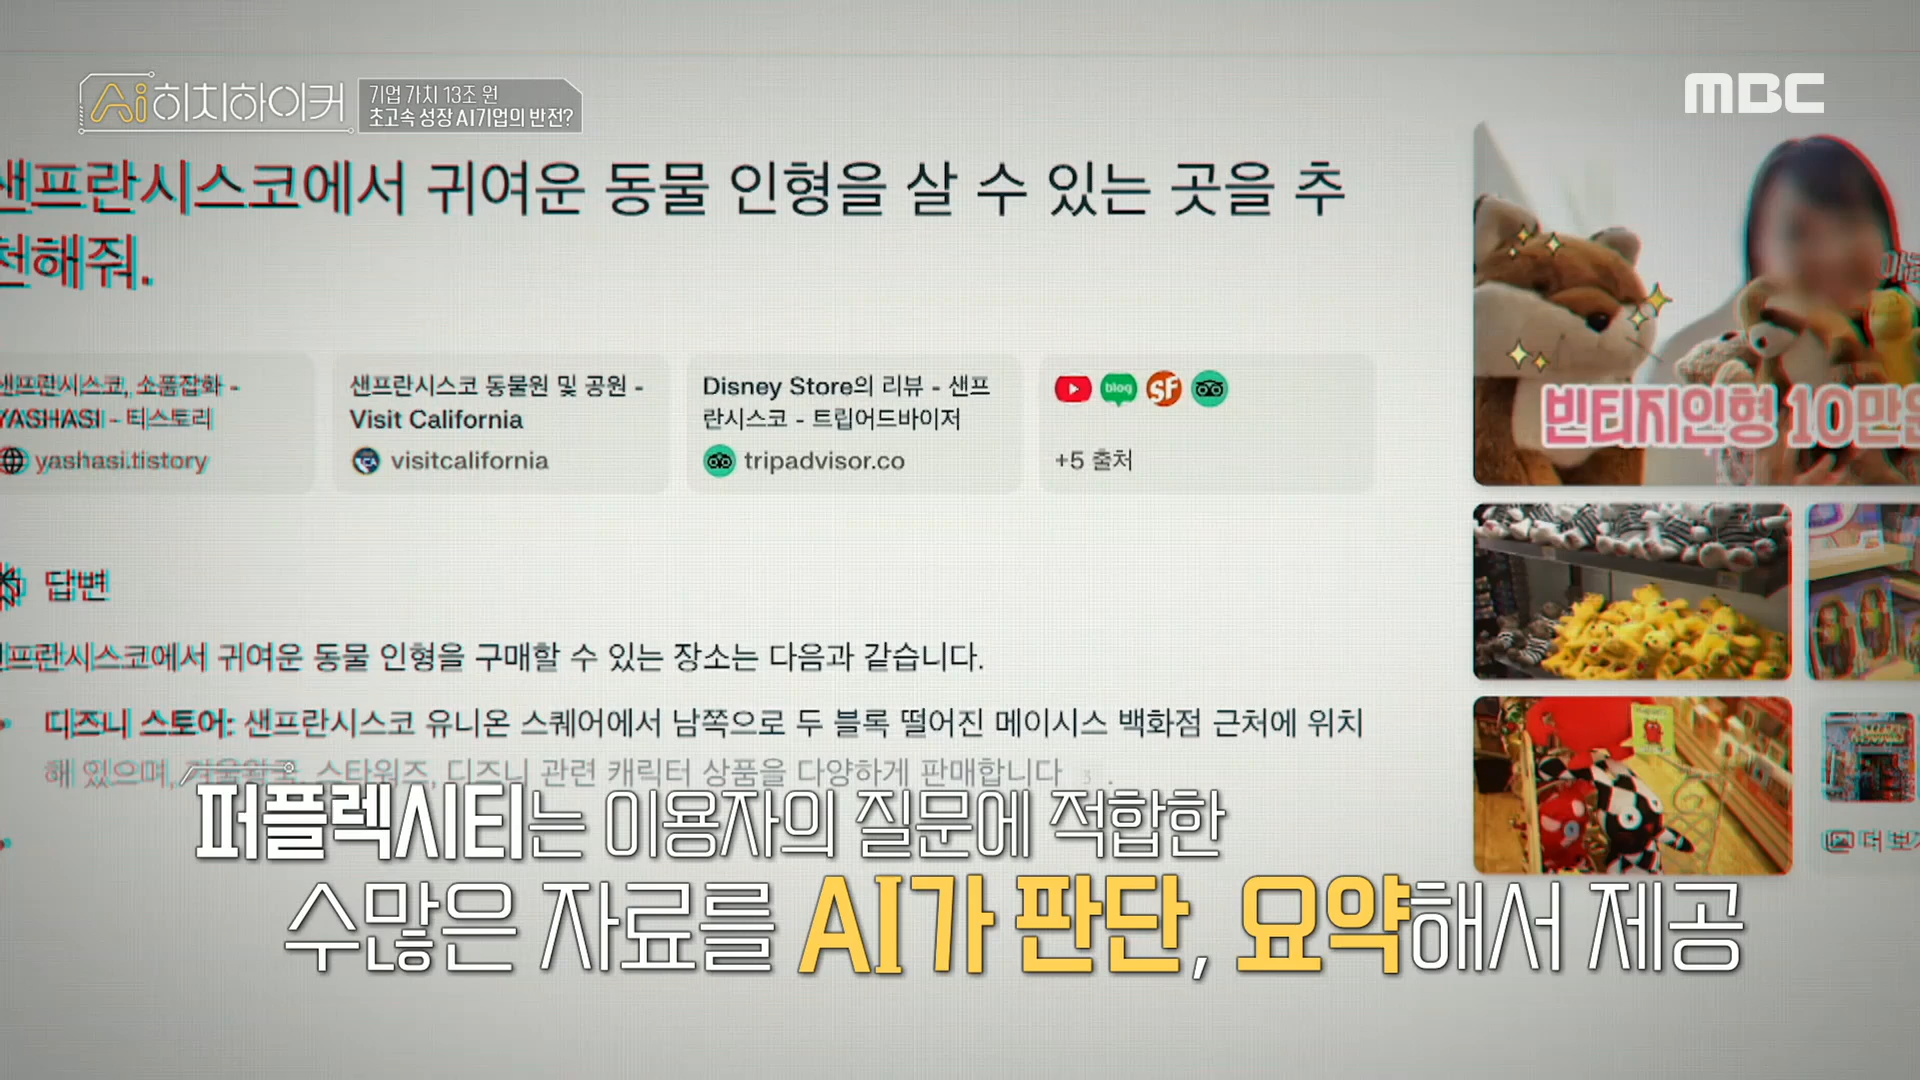 Ai히치하이커
기업 가치 13조 원
초고속 성장 AI기업의 반전?
MBC
샌프란시스코에서 귀여운 동물 인형을 살 수 있는 곳을 추
천해줘.
샌프란시스코, 소품잡화 -
YASHASI - 티스토리
yashasi.tistory
샌프란시스코 동물원 및 공원 -
Visit California
visitcalifornia
Disney Store의 리뷰 - 샌프
란시스코 - 트립어드바이저
tripadvisor.co
blog
SF
+5 출처
빈티지인형 10만원
답변
샌프란시스코에서 귀여운 동물 인형을 구매할 수 있는 장소는 다음과 같습니다.
디즈니 스토어: 샌프란시스코 유니온 스퀘어에서 남쪽으로 두 블록 떨어진 메이시스 백화점 근처에 위치
해 있으며, 겨울왕국, 스타워즈, 디즈니 관련 캐릭터 상품을 다양하게 판매합니다 3 .
더 보기
퍼플렉시티는 이용자의 질문에 적합한
수많은 자료를 AI가 판단, 요약해서 제공